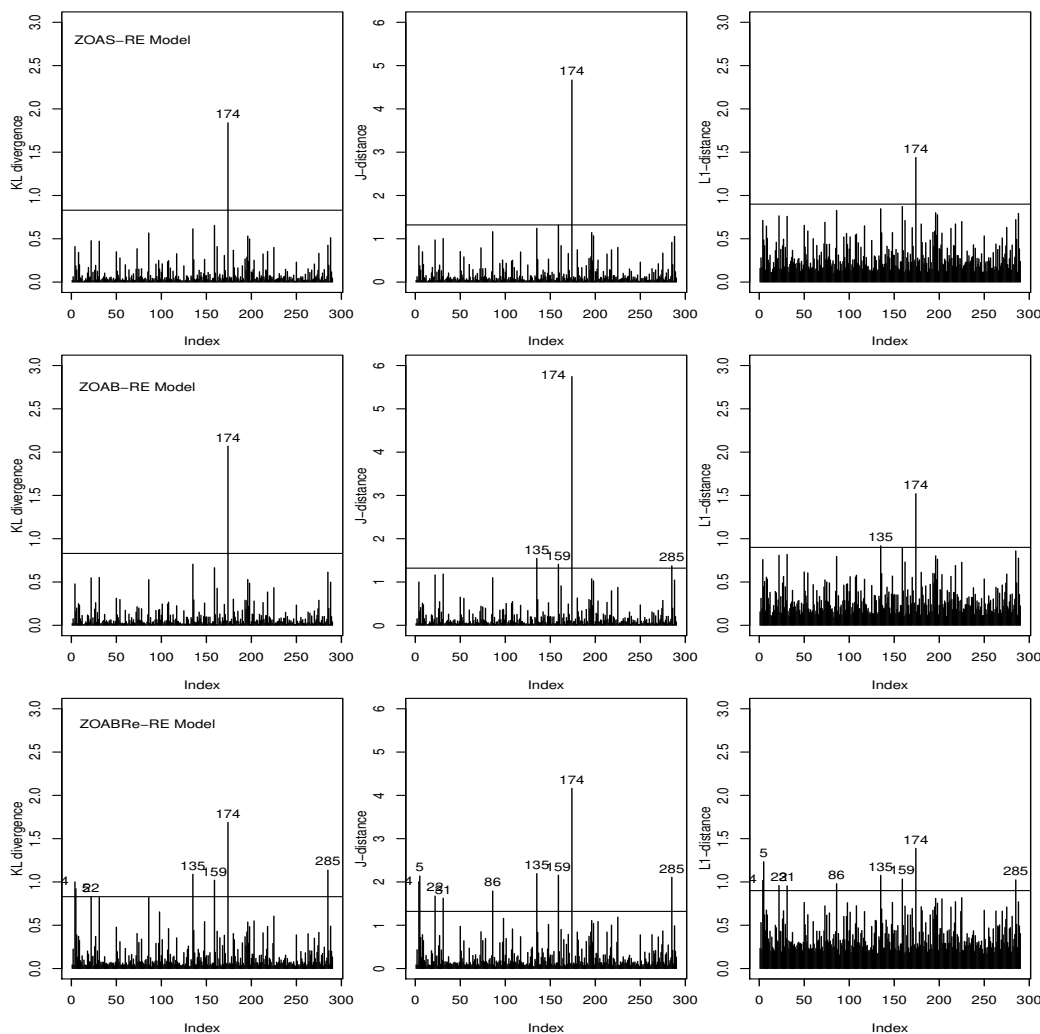 KL divergence
0.0 0.5 1.0 1.5 2.0 2.5 3.0
ZOAS−RE Model
174
0 50 100 150 200 250 300
Index
J−distance
0 1 2 3 4 5 6
174
0 50 100 150 200 250 300
Index
L1−distance
0.0 0.5 1.0 1.5 2.0 2.5 3.0
174
0 50 100 150 200 250 300
Index
KL divergence
0.0 0.5 1.0 1.5 2.0 2.5 3.0
ZOAB−RE Model
174
0 50 100 150 200 250 300
Index
J−distance
0 1 2 3 4 5 6
174
135 159 285
0 50 100 150 200 250 300
Index
L1−distance
0.0 0.5 1.0 1.5 2.0 2.5 3.0
174
135
0 50 100 150 200 250 300
Index
KL divergence
0.0 0.5 1.0 1.5 2.0 2.5 3.0
ZOABRe−RE Model
174
4 5 22 135 159 285
0 50 100 150 200 250 300
Index
J−distance
0 1 2 3 4 5 6
174
4 5 22 31 86 135 159 285
0 50 100 150 200 250 300
Index
L1−distance
0.0 0.5 1.0 1.5 2.0 2.5 3.0
174
4 5 22 31 86 135 159 285
0 50 100 150 200 250 300
Index